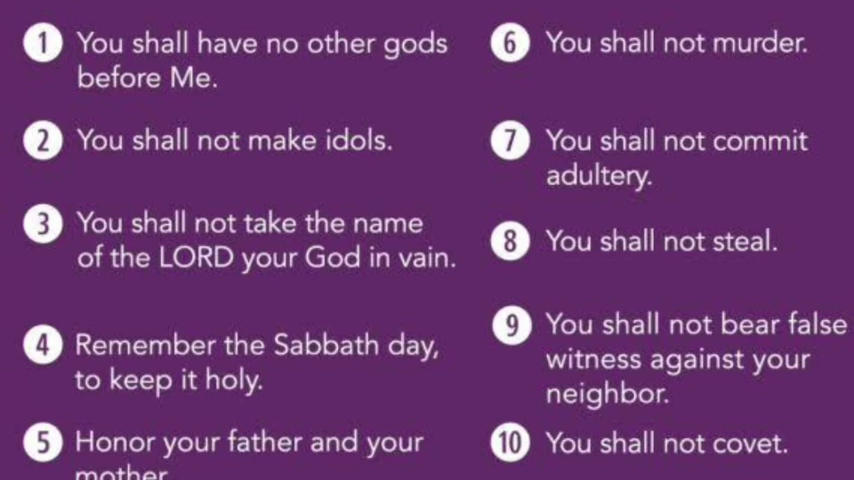 1 You shall have no other gods
before Me.
2 You shall not make idols.
3 You shall not take the name
of the LORD your God in vain.
4 Remember the Sabbath day,
to keep it holy.
5 Honor your father and your
mother
6 You shall not murder.
7 You shall not commit
adultery.
8 You shall not steal.
9 You shall not bear false
witness against your
neighbor.
10 You shall not covet.